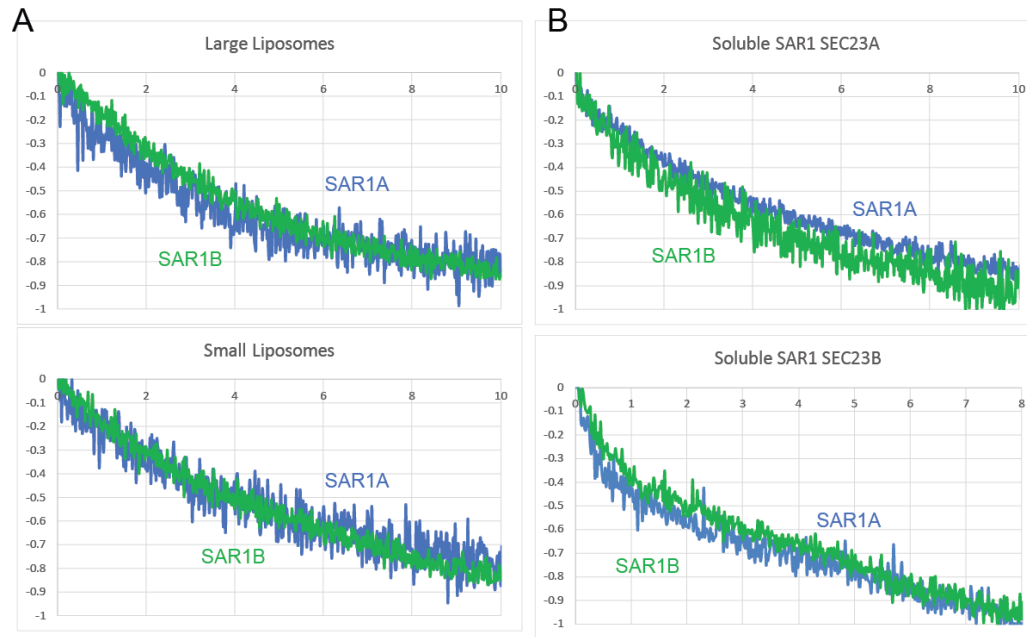 A
Large Liposomes
0
-0.1
-0.2
-0.3
-0.4
-0.5
-0.6
-0.7
-0.8
-0.9
-1
0 2 4 6 8 10
SAR1A
SAR1B
Small Liposomes
0
-0.1
-0.2
-0.3
-0.4
-0.5
-0.6
-0.7
-0.8
-0.9
-1
0 2 4 6 8 10
SAR1A
SAR1B
B
Soluble SAR1 SEC23A
0
-0.1
-0.2
-0.3
-0.4
-0.5
-0.6
-0.7
-0.8
-0.9
-1
0 2 4 6 8 10
SAR1A
SAR1B
Soluble SAR1 SEC23B
0
-0.1
-0.2
-0.3
-0.4
-0.5
-0.6
-0.7
-0.8
-0.9
-1
0 1 2 3 4 5 6 7 8
SAR1A
SAR1B